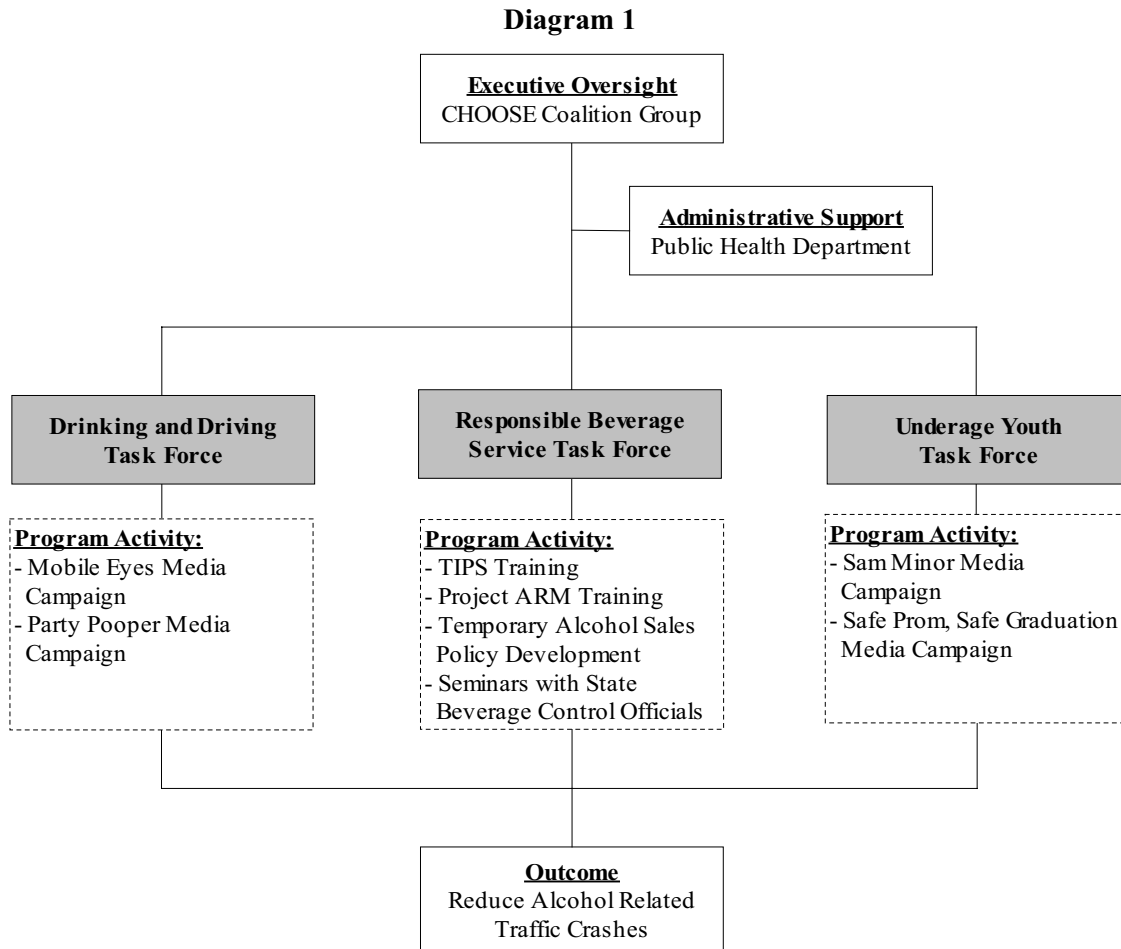 Diagram 1
Executive Oversight
CHOOSE Coalition Group
Administrative Support
Public Health Department
Drinking and Driving
Task Force
Responsible Beverage
Service Task Force
Underage Youth
Task Force
Program Activity:
- Mobile Eyes Media
Campaign
- Party Pooper Media
Campaign
Program Activity:
- TIPS Training
- Project ARM Training
- Temporary Alcohol Sales
Policy Development
- Seminars with State
Beverage Control Officials
Program Activity:
- Sam Minor Media
Campaign
- Safe Prom, Safe Graduation
Media Campaign
Outcome
Reduce Alcohol Related
Traffic Crashes